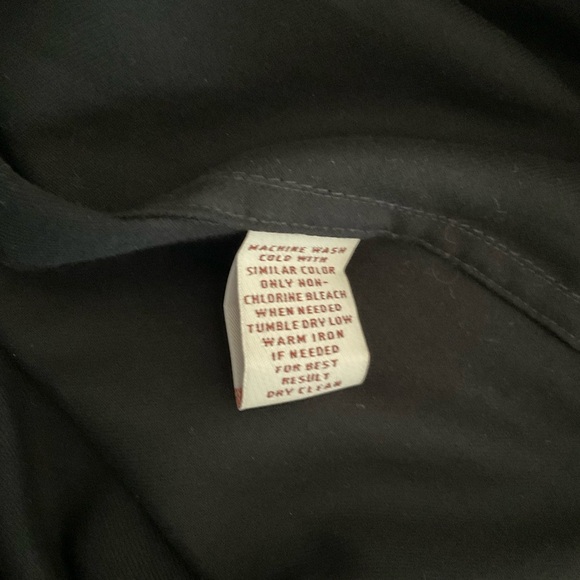 MACHINE WASH
COLD WITH
SIMILAR COLOR
ONLY NON-
CHLORINE BLEACH
WHEN NEEDED
TUMBLE DRY LOW
WARM IRON
IF NEEDED
FOR BEST
RESULT
DRY CLEAN